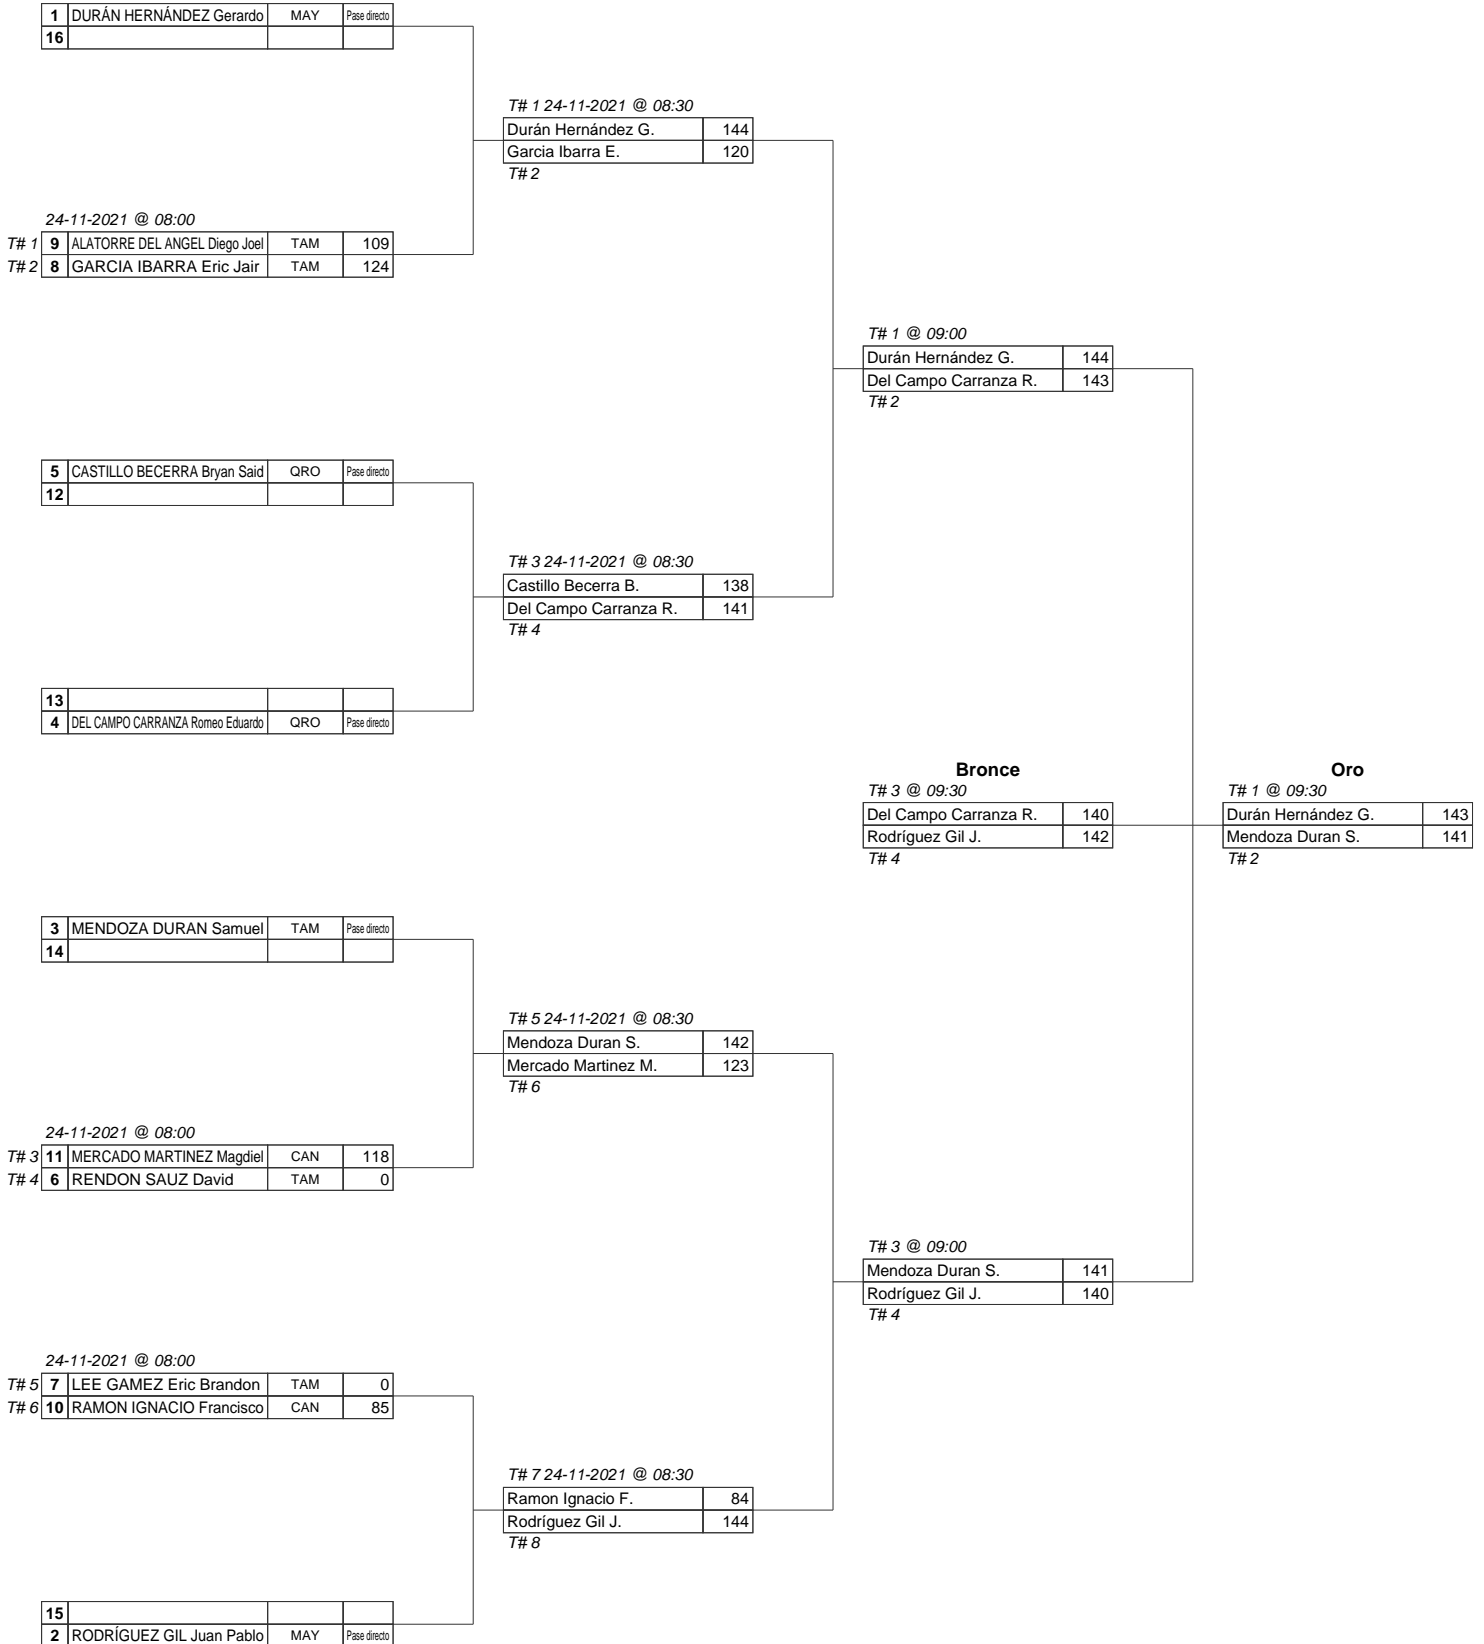 1 DURÁN HERNÁNDEZ Gerardo MAY Pase directo
16
T# 1 24-11-2021 @ 08:30
Durán Hernández G. 144
Garcia Ibarra E. 120
T# 2
24-11-2021 @ 08:00
T# 1 9 ALATORRE DEL ANGEL Diego Joel TAM 109
T# 2 8 GARCIA IBARRA Eric Jair TAM 124
T# 1 @ 09:00
Durán Hernández G. 144
Del Campo Carranza R. 143
T# 2
5 CASTILLO BECERRA Bryan Said QRO Pase directo
12
T# 3 24-11-2021 @ 08:30
Castillo Becerra B. 138
Del Campo Carranza R. 141
T# 4
13
4 DEL CAMPO CARRANZA Romeo Eduardo QRO Pase directo
Bronce
T# 3 @ 09:30
Del Campo Carranza R. 140
Rodríguez Gil J. 142
T# 4
Oro
T# 1 @ 09:30
Durán Hernández G. 143
Mendoza Duran S. 141
T# 2
3 MENDOZA DURAN Samuel TAM Pase directo
14
T# 5 24-11-2021 @ 08:30
Mendoza Duran S. 142
Mercado Martinez M. 123
T# 6
24-11-2021 @ 08:00
T# 3 11 MERCADO MARTINEZ Magdiel CAN 118
T# 4 6 RENDON SAUZ David TAM 0
T# 3 @ 09:00
Mendoza Duran S. 141
Rodríguez Gil J. 140
T# 4
24-11-2021 @ 08:00
T# 5 7 LEE GAMEZ Eric Brandon TAM 0
T# 6 10 RAMON IGNACIO Francisco CAN 85
T# 7 24-11-2021 @ 08:30
Ramon Ignacio F. 84
Rodríguez Gil J. 144
T# 8
15
2 RODRÍGUEZ GIL Juan Pablo MAY Pase directo